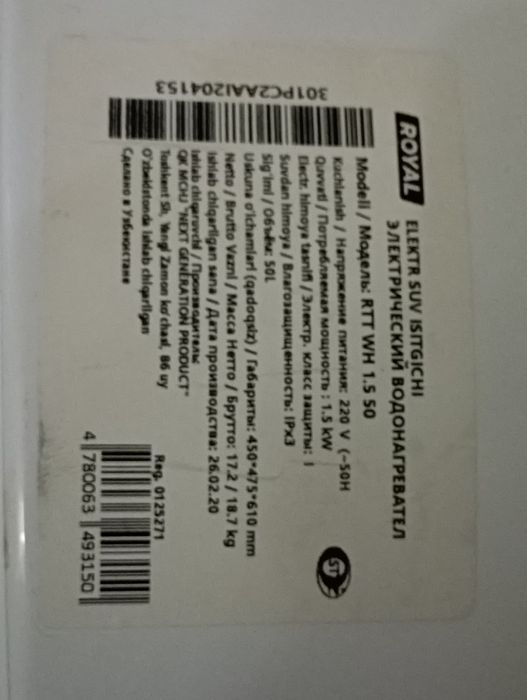 ROYAL
ELEKTR SUV ISITGICHI
ЭЛЕКТРИЧЕСКИЙ ВОДОНАГРЕВАТЕЛ
Modeli / Модель: RTT WH 1.5 50
Kuchlanish / Напряжение питания: 220 V (~50H
Quvvati / Потребляемая мощность : 1.5 kW
Electr. himoya tasnifi / Электр. класс защиты: I
Suvdan himoya / Влагозащищенность: IPx3
Sig'imi / Объём: 50L
Uskuna o'lchamlari (qadoqsiz) / Габариты: 450*475*610 mm
Netto / Brutto Vazni / Масса Нетто / Брутто: 17.2 / 18.7 kg
Ishlab chiqarilgan sana / Дата производства: 26.02.20
Ishlab chiqaruvchi / Производитель:
QK MCHJ "NEXT GENERATION PRODUCT"
Toshkent Sh, Yangi Zamon ko'chasi, 86 uy
O'zbekistonda ishlab chiqarilgan
Сделано в Узбекистане
301PC2AAI204153
ST
Reg. 0125271
4 780063 493150